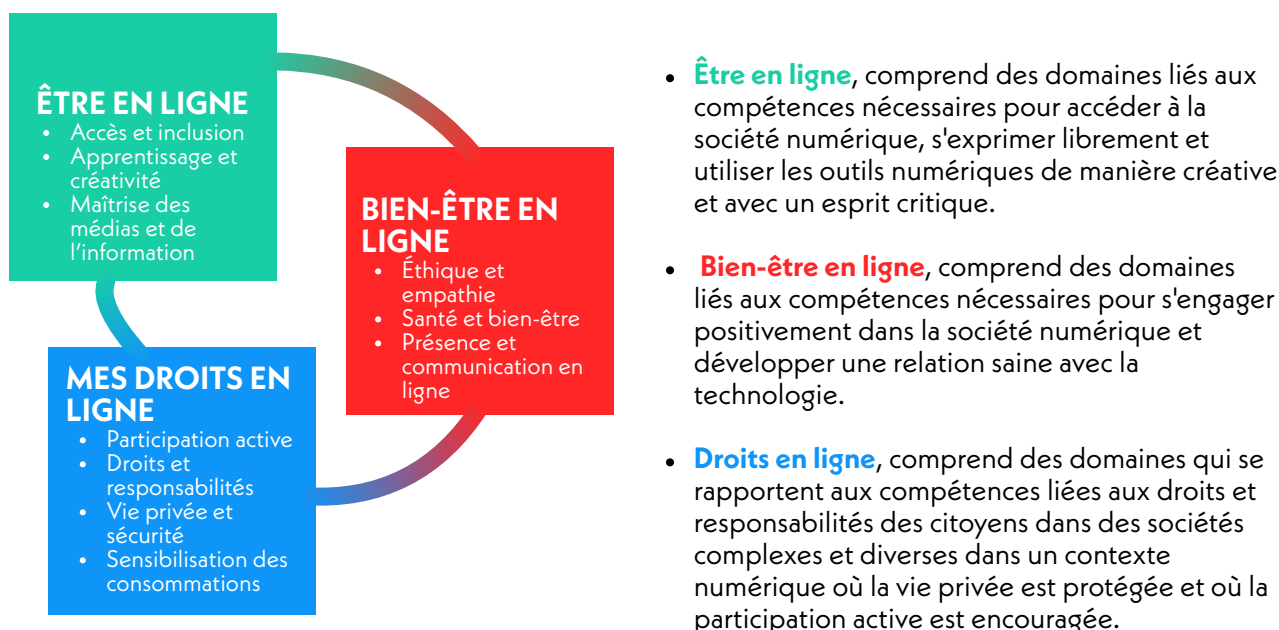 ÊTRE EN LIGNE
• Accès et inclusion
• Apprentissage et
créativité
• Maîtrise des
médias et de
l’information
BIEN-ÊTRE EN
LIGNE
• Éthique et
empathie
• Santé et bien-être
• Présence et
communication en
ligne
MES DROITS EN
LIGNE
• Participation active
• Droits et
responsabilités
• Vie privée et
sécurité
• Sensibilisation des
consommations
• Être en ligne, comprend des domaines liés aux
compétences nécessaires pour accéder à la
société numérique, s'exprimer librement et
utiliser les outils numériques de manière créative
et avec un esprit critique.
• Bien-être en ligne, comprend des domaines
liés aux compétences nécessaires pour s'engager
positivement dans la société numérique et
développer une relation saine avec la
technologie.
• Droits en ligne, comprend des domaines qui se
rapportent aux compétences liées aux droits et
responsabilités des citoyens dans des sociétés
complexes et diverses dans un contexte
numérique où la vie privée est protégée et où la
participation active est encouragée.